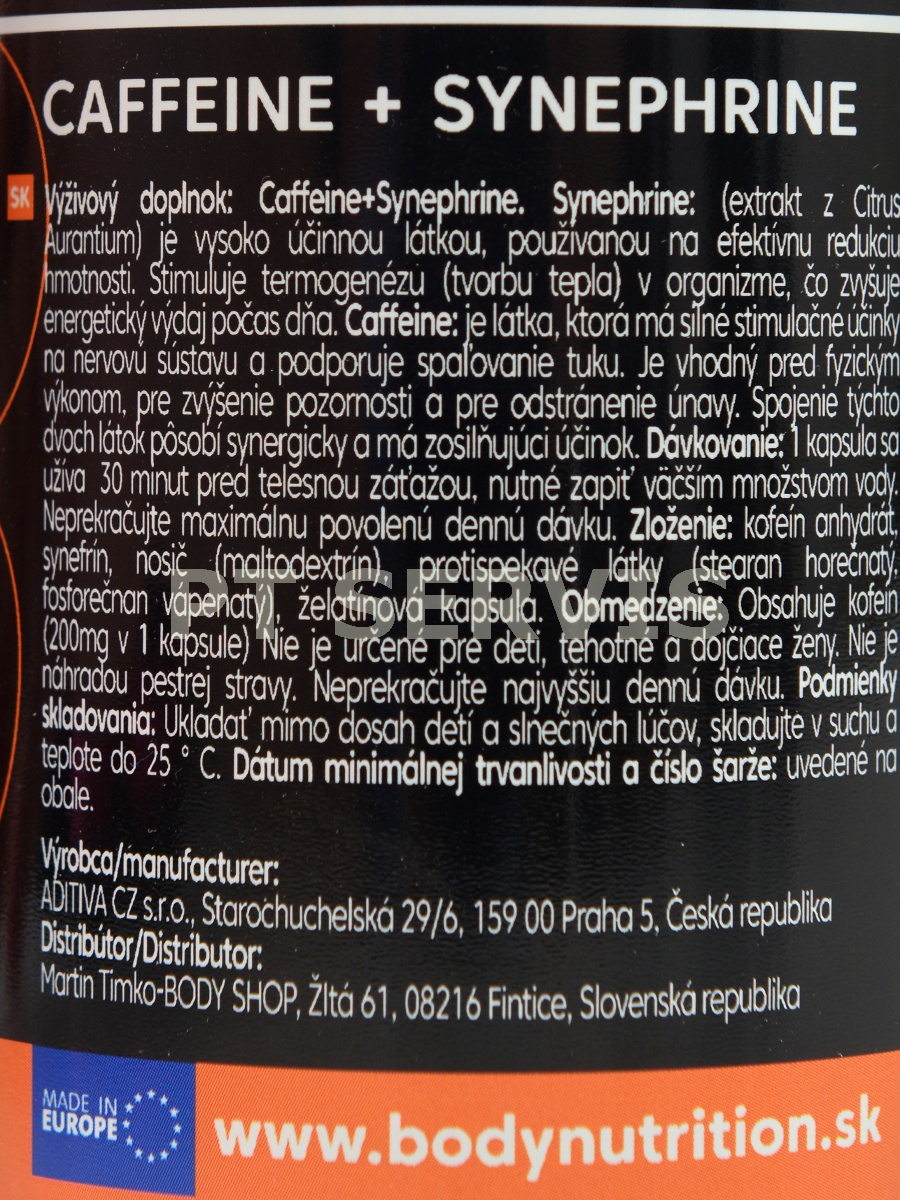 CAFFEINE + SYNEPHRINE
SK
Výživový doplnok: Caffeine+Synephrine. Synephrine: (extrakt z Citrus
Aurantium) je vysoko účinnou látkou, používanou na efektívnu redukciu
hmotnosti. Stimuluje termogenézu (tvorbu tepla) v organizme, čo zvyšuje
energetický výdaj počas dňa. Caffeine: je látka, ktorá má silné stimulačné účinky
na nervovú sústavu a podporuje spaľovanie tuku. Je vhodný pred fyzickým
výkonom, pre zvýšenie pozornosti a pre odstránenie únavy. Spojenie týchto
dvoch látok pôsobí synergicky a má zosilňujúci účinok. Dávkovanie: 1 kapsula sa
užíva 30 minut pred telesnou záťažou, nutné zapiť väčším množstvom vody.
Neprekračujte maximálnu povolenú dennú dávku. Zloženie: kofeín anhydrát,
synefrín, nosič (maltodextrín) protispekavé látky (stearan horečnatý,
fosforečnan vápenatý), želatínová kapsula. Obmedzenie: Obsahuje kofeín
(200mg v 1 kapsule) Nie je určené pre deti, tehotné a dojčiace ženy. Nie je
náhradou pestrej stravy. Neprekračujte najvyššiu dennú dávku. Podmienky
skladovania: Ukladať mimo dosah detí a slnečných lúčov, skladujte v suchu a
teplote do 25 ° C. Dátum minimálnej trvanlivosti a číslo šarže: uvedené na
obale.
PT SERVIS
Výrobca/manufacturer:
ADITIVA CZ s.r.o., Starochuchelská 29/6, 159 00 Praha 5, Česká republika
Distribútor/Distributor:
Martin Timko-BODY SHOP, Žltá 61, 08216 Fintice, Slovenská republika
MADE IN
EUROPE
www.bodynutrition.sk